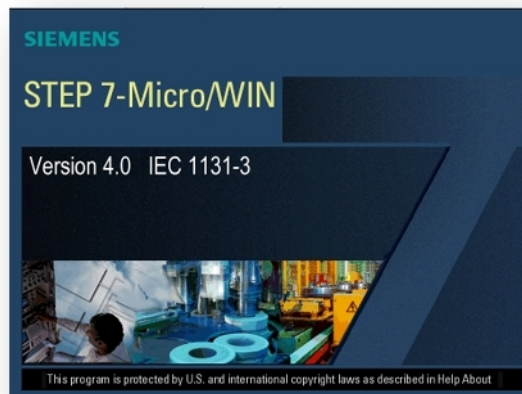 SIEMENS
STEP 7-Micro/WIN
Version 4.0 IEC 1131-3
This program is protected by U.S. and international copyright laws as described in Help About